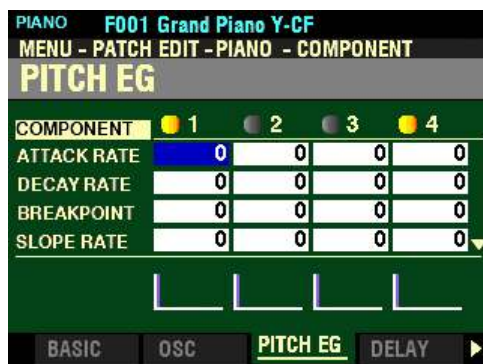 PIANO F001 Grand Piano Y-CF
MENU - PATCH EDIT - PIANO - COMPONENT
PITCH EG
COMPONENT 1 2 3 4
ATTACK RATE 0 0 0 0
DECAY RATE 0 0 0 0
BREAKPOINT 0 0 0 0
SLOPE RATE 0 0 0 0
BASIC OSC PITCH EG DELAY